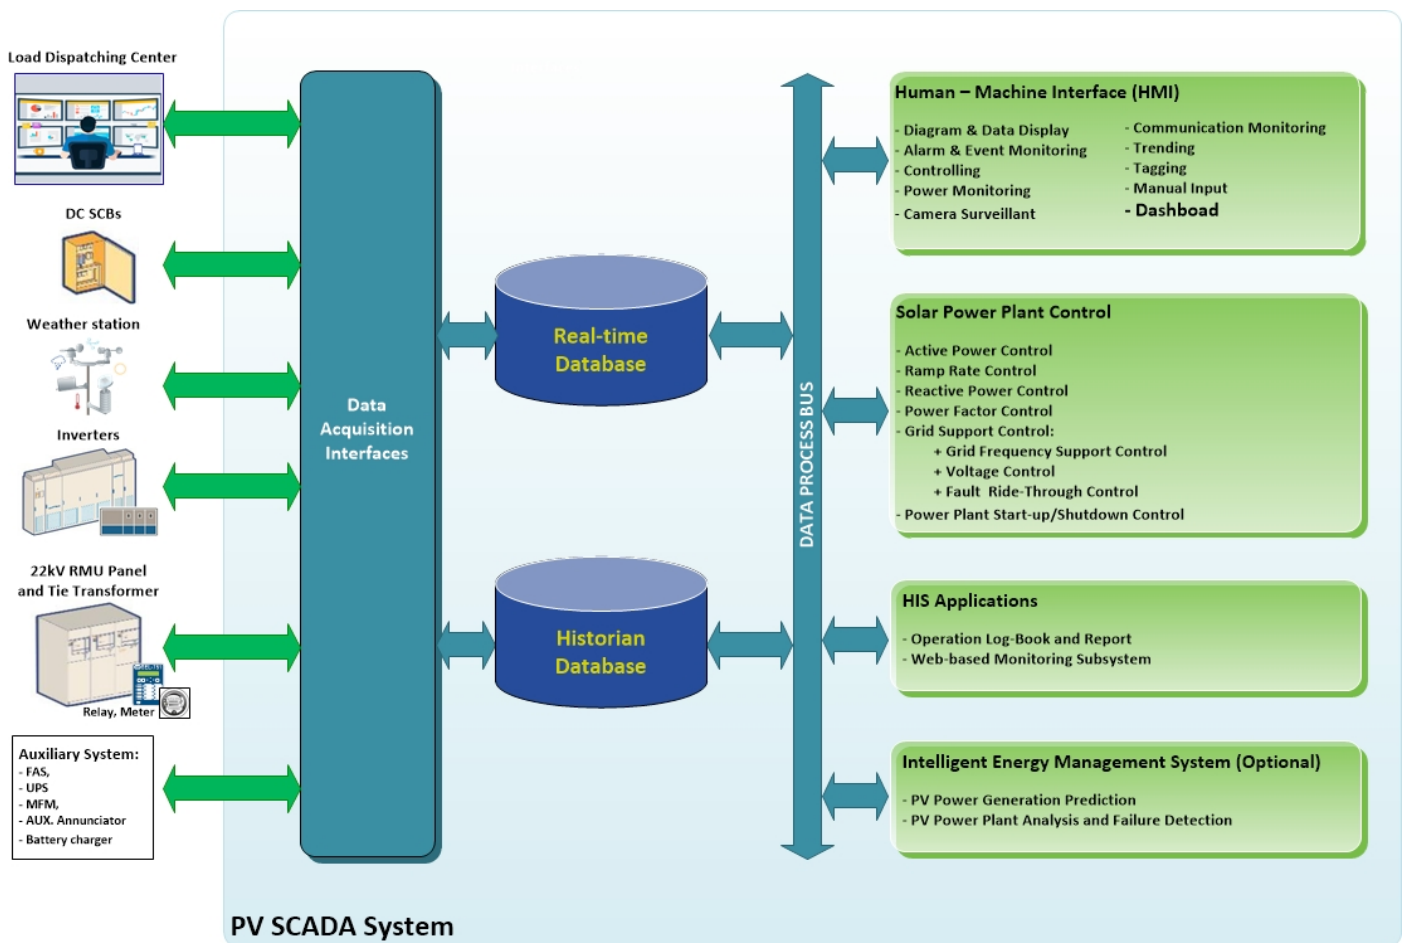 Load Dispatching Center
DC SCBs
Weather station
Inverters
22kV RMU Panel
and Tie Transformer
Relay, Meter
Auxiliary System:
- FAS,
- UPS
- MFM,
- AUX. Annunciator
- Battery charger
Data
Acquisition
Interfaces
Real-time
Database
Historian
Database
DATA PROCESS BUS
Human – Machine Interface (HMI)
- Diagram & Data Display
- Alarm & Event Monitoring
- Controlling
- Power Monitoring
- Camera Surveillant
- Communication Monitoring
- Trending
- Tagging
- Manual Input
- Dashboad
Solar Power Plant Control
- Active Power Control
- Ramp Rate Control
- Reactive Power Control
- Power Factor Control
- Grid Support Control:
+ Grid Frequency Support Control
+ Voltage Control
+ Fault Ride-Through Control
- Power Plant Start-up/Shutdown Control
HIS Applications
- Operation Log-Book and Report
- Web-based Monitoring Subsystem
Intelligent Energy Management System (Optional)
- PV Power Generation Prediction
- PV Power Plant Analysis and Failure Detection
PV SCADA System